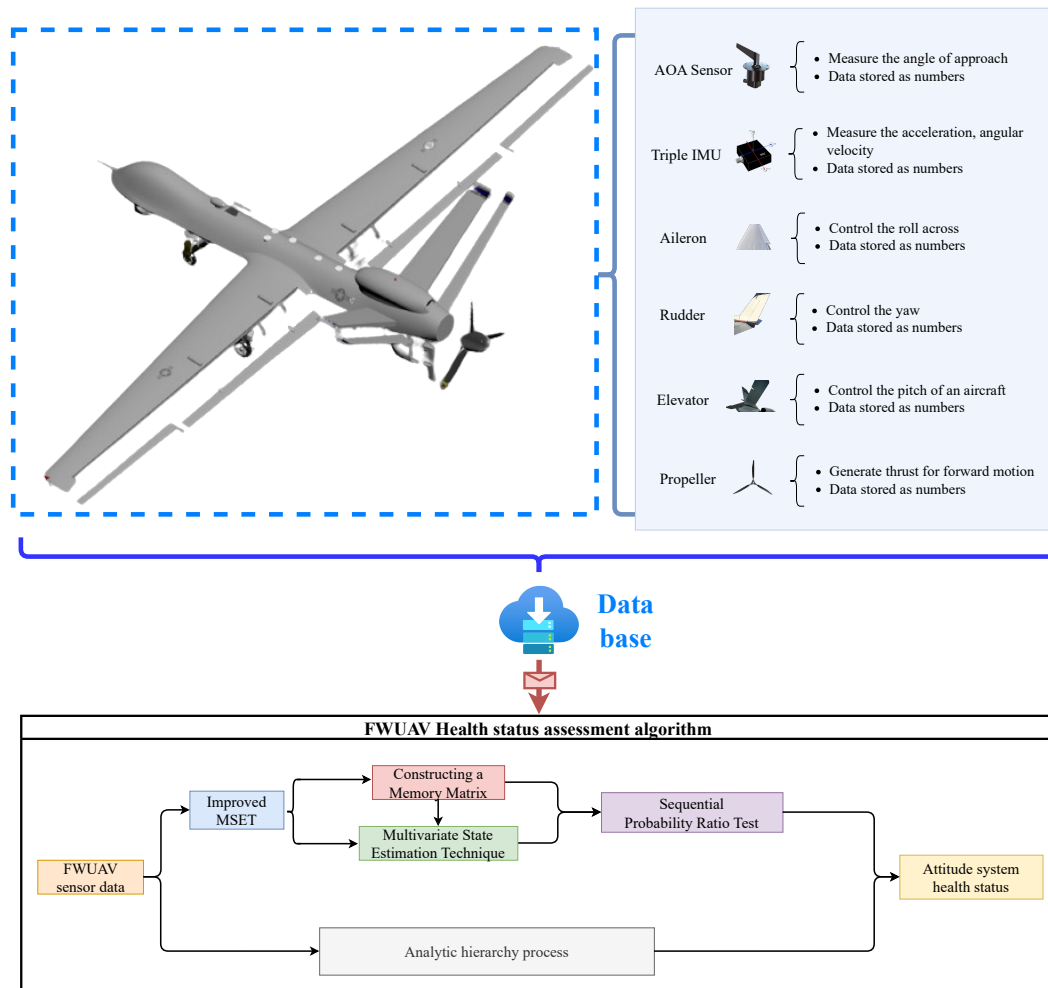 AOA Sensor
• Measure the angle of approach
• Data stored as numbers
Triple IMU
• Measure the acceleration, angular
velocity
• Data stored as numbers
Aileron
• Control the roll across
• Data stored as numbers
Rudder
• Control the yaw
• Data stored as numbers
Elevator
• Control the pitch of an aircraft
• Data stored as numbers
Propeller
• Generate thrust for forward motion
• Data stored as numbers
Data
base
FWUAV Health status assessment algorithm
FWUAV
sensor data
Improved
MSET
Constructing a
Memory Matrix
Multivariate State
Estimation Technique
Sequential
Probability Ratio Test
Analytic hierarchy process
Attitude system
health status